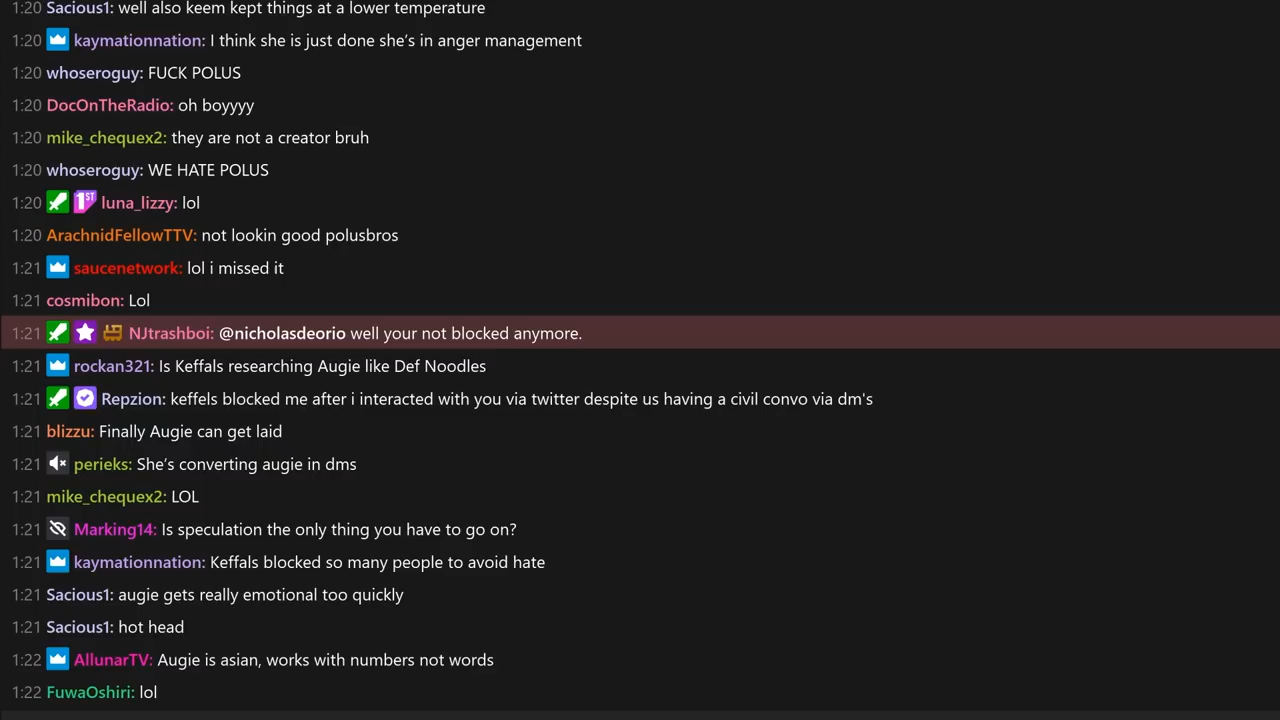 1:20 Sacious1: well also keem kept things at a lower temperature
1:20 kaymationnation: I think she is just done she's in anger management
1:20 whoseroguy: FUCK POLUS
1:20 DocOnTheRadio: oh boyyyy
1:20 mike_chequex2: they are not a creator bruh
1:20 whoseroguy: WE HATE POLUS
1:20 1ST luna_lizzy: lol
1:20 ArachnidFellowTTV: not lookin good polusbros
1:21 saucenetwork: lol i missed it
1:21 cosmibon: Lol
1:21 NJtrashboi: @nicholasdeorio well your not blocked anymore.
1:21 rockan321: Is Keffals researching Augie like Def Noodles
1:21 Repzion: keffels blocked me after i interacted with you via twitter despite us having a civil convo via dm's
1:21 blizzu: Finally Augie can get laid
1:21 perieks: She's converting augie in dms
1:21 mike_chequex2: LOL
1:21 Marking14: Is speculation the only thing you have to go on?
1:21 kaymationnation: Keffals blocked so many people to avoid hate
1:21 Sacious1: augie gets really emotional too quickly
1:21 Sacious1: hot head
1:22 AllunarTV: Augie is asian, works with numbers not words
1:22 FuwaOshiri: lol